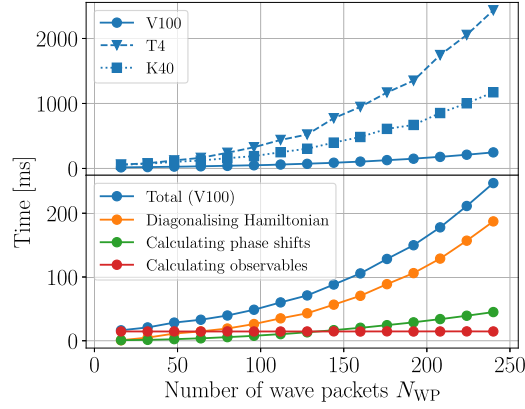 V100
T4
K40
2000
1000
0
Time [ms]
Total (V100)
Diagonalising Hamiltonian
Calculating phase shifts
Calculating observables
200
100
0
0 50 100 150 200 250
Number of wave packets N_WP